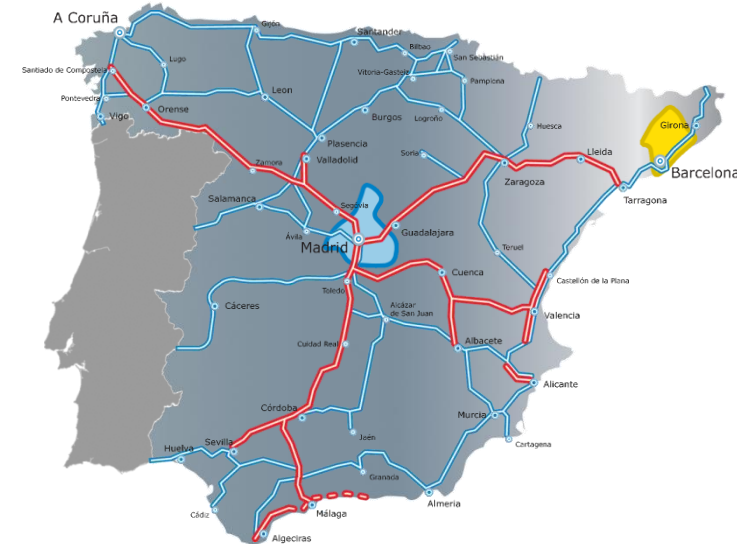 A Coruña
Gijón
Santander
Bilbao
San Sebastián
Lugo
Santiado de Compostela
Vitoria-Gasteiz
Pamplona
Pontevedra
Leon
Vigo
Orense
Burgos
Logroño
Girona
Huesca
Plasencia
Valladolid
Soria
Lleida
Zamora
Zaragoza
Barcelona
Salamanca
Tarragona
Segovia
Ávila
Guadalajara
Madrid
Teruel
Cuenca
Castellón de la Plana
Toledo
Cáceres
Alcázar
de San Juan
Valencia
Cuidad Real
Albacete
Alicante
Córdoba
Murcia
Jaén
Cartagena
Huelva
Sevilla
Granada
Almeria
Cádiz
Málaga
Algeciras